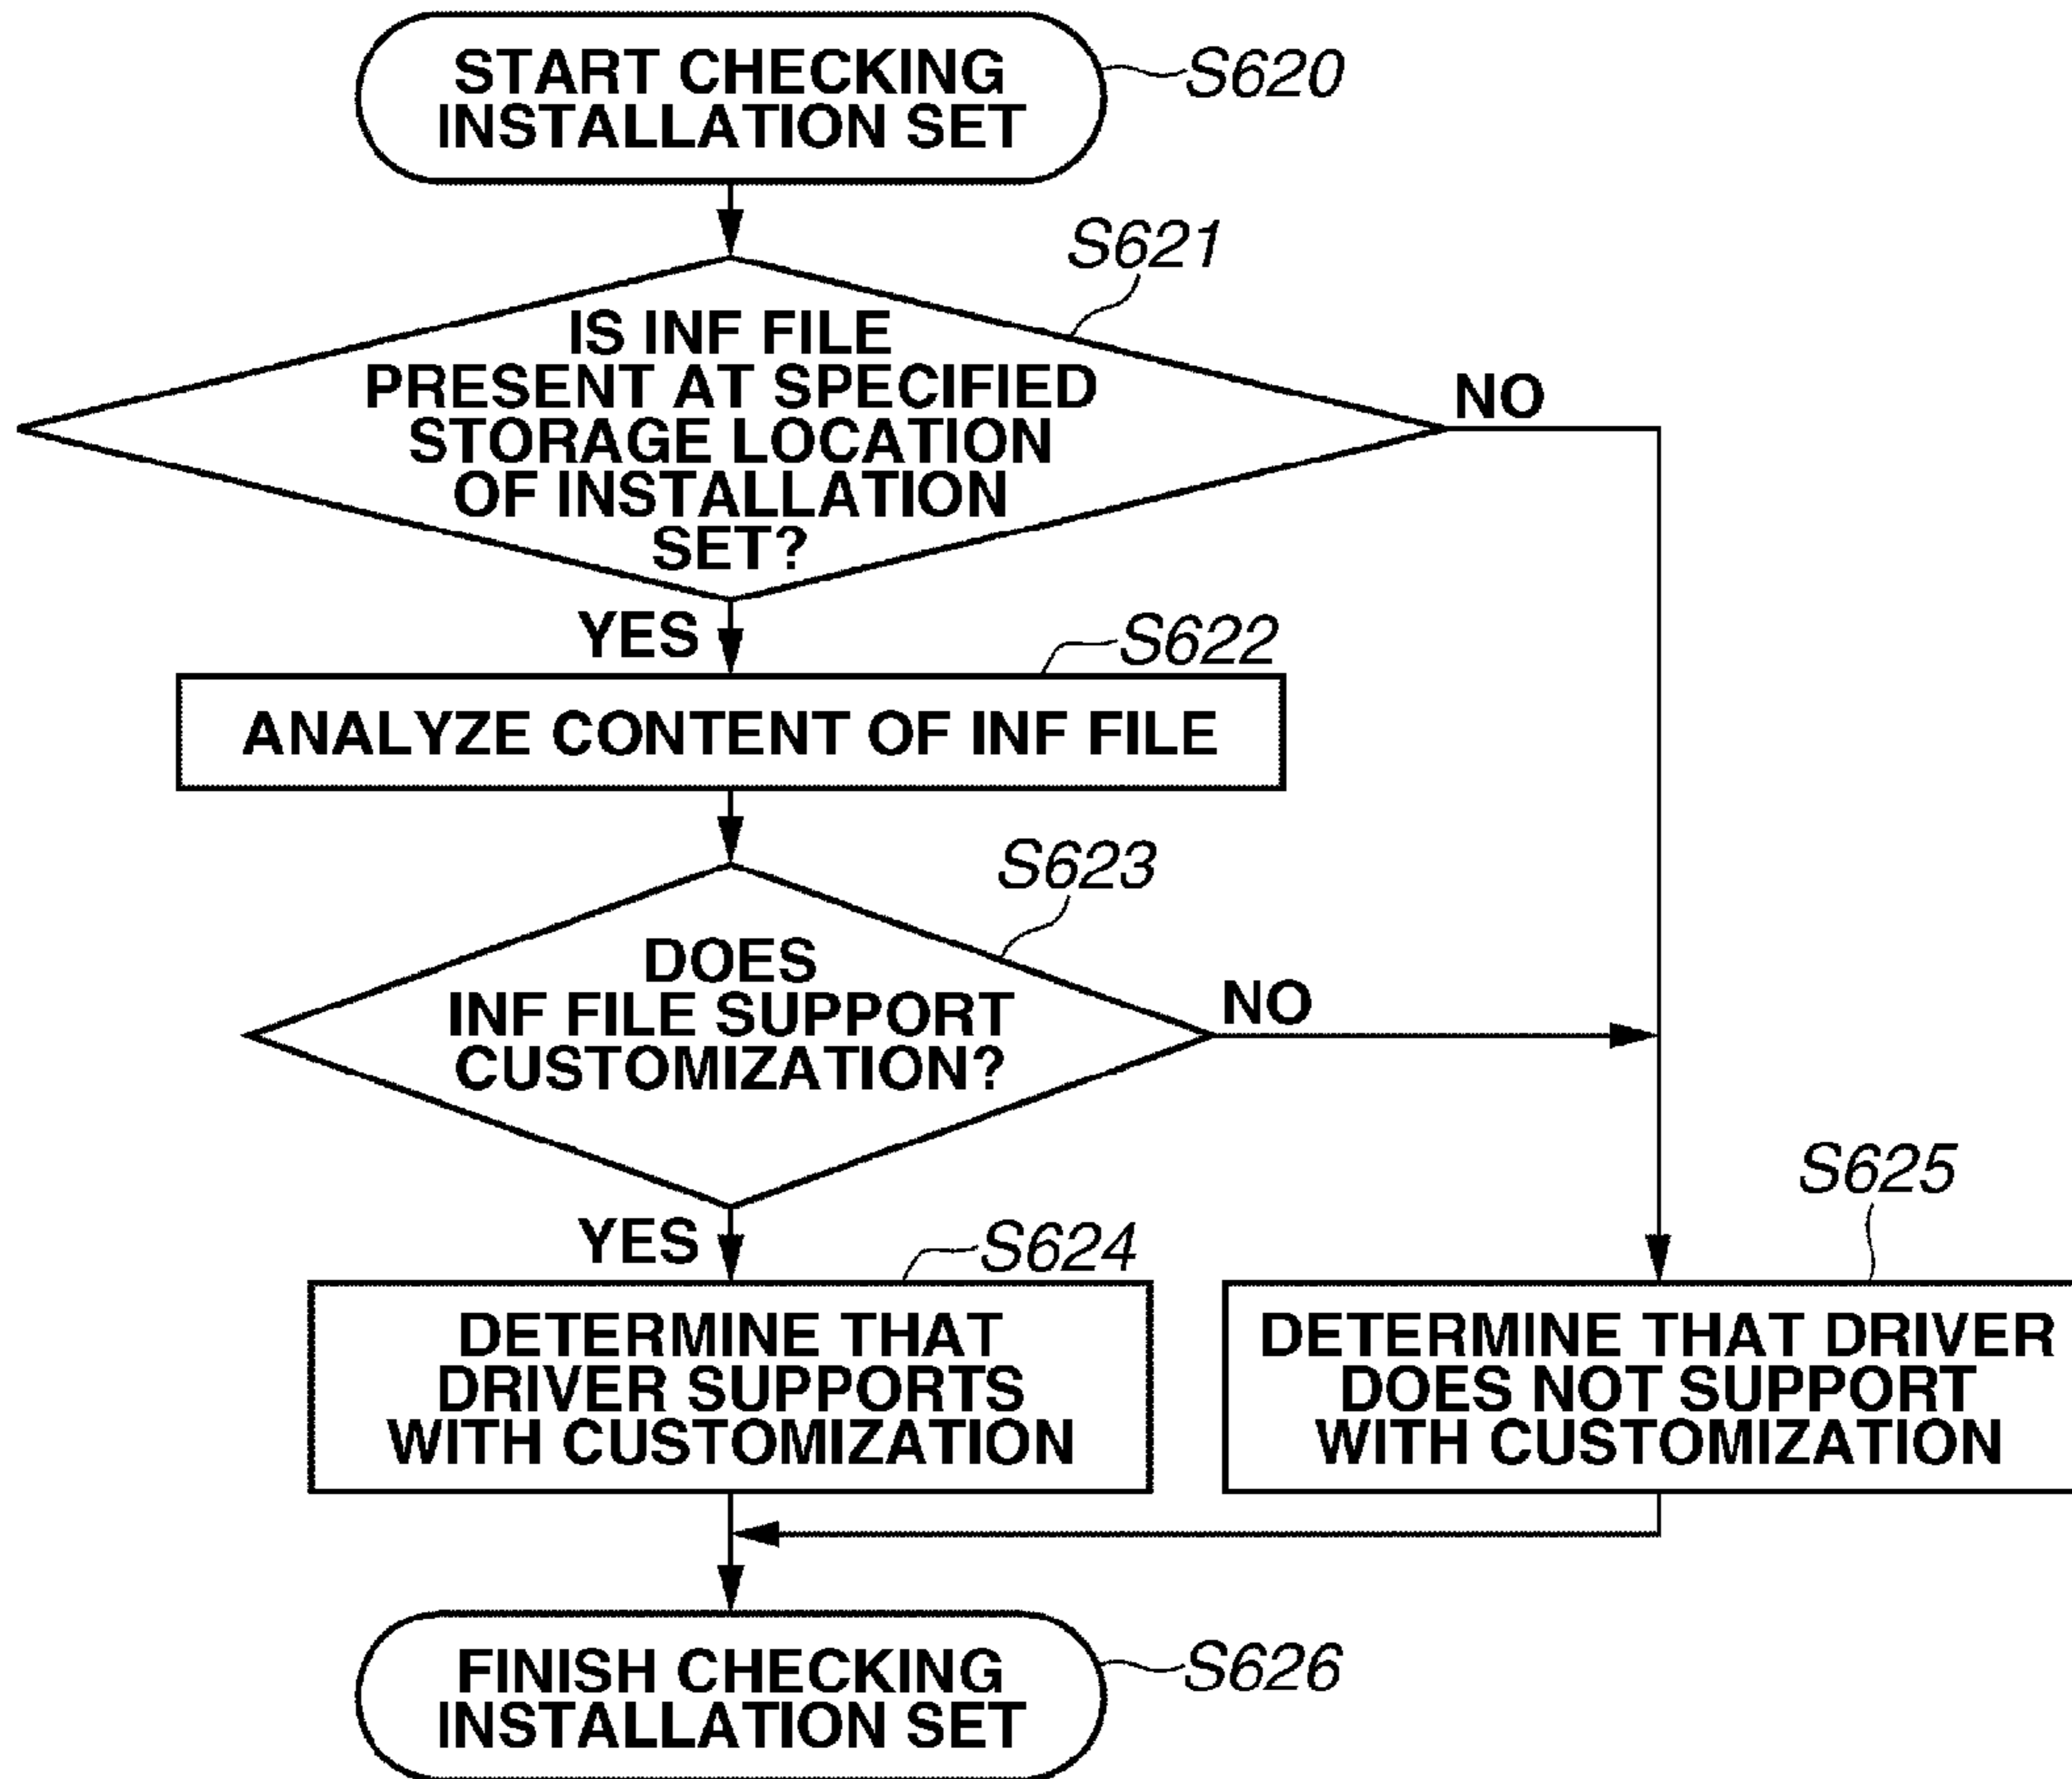 START CHECKING
INSTALLATION SET
S620
S621
IS INF FILE
PRESENT AT SPECIFIED
STORAGE LOCATION
OF INSTALLATION
SET?
NO
YES
S622
ANALYZE CONTENT OF INF FILE
S623
DOES
INF FILE SUPPORT
CUSTOMIZATION?
NO
YES
S624
DETERMINE THAT
DRIVER SUPPORTS
WITH CUSTOMIZATION
S625
DETERMINE THAT DRIVER
DOES NOT SUPPORT
WITH CUSTOMIZATION
FINISH CHECKING
INSTALLATION SET
S626